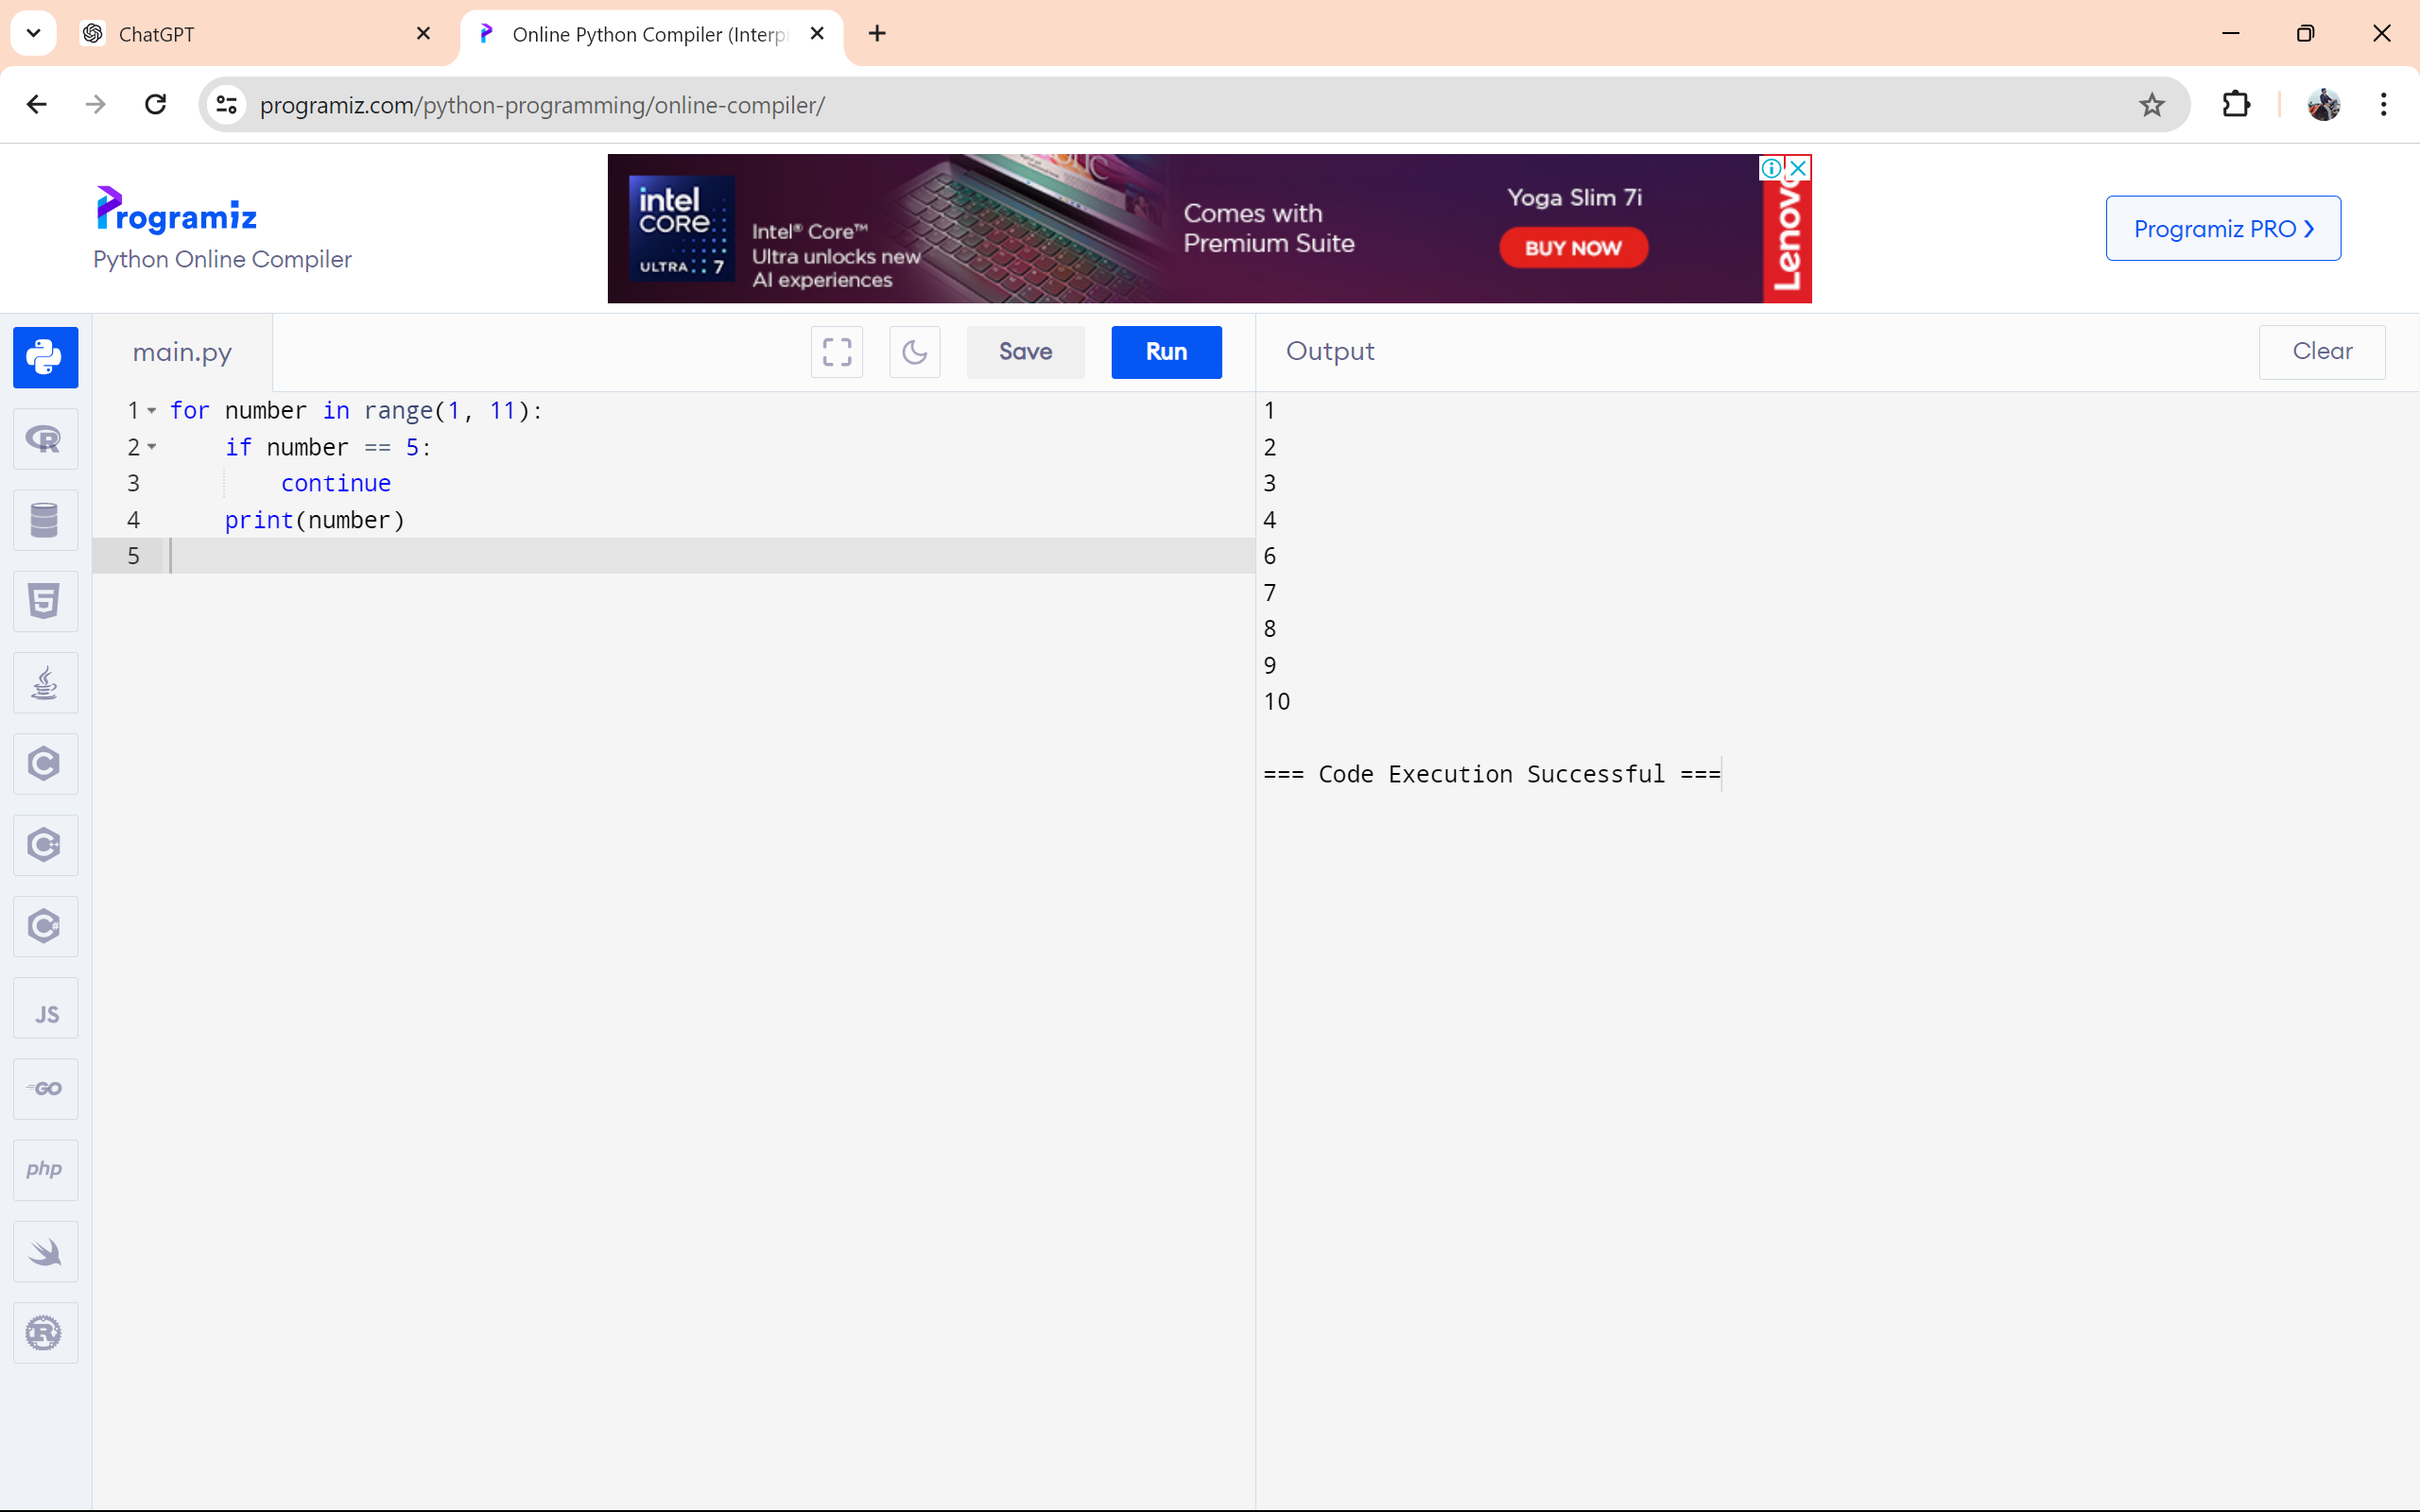 ChatGPT
Online Python Compiler (Interp
programiz.com/python-programming/online-compiler/
Programiz
Python Online Compiler
intel
CORE
ULTRA 7
Intel® Core™
Ultra unlocks new
AI experiences
Comes with
Premium Suite
Yoga Slim 7i
BUY NOW
Lenovo
Programiz PRO ❯
main.py
Save
Run
Output
Clear
1 for number in range(1, 11):
2     if number == 5:
3         continue
4     print(number)
5
1
2
3
4
6
7
8
9
10
=== Code Execution Successful ===
R
5
C
C++
C#
JS
GO
php
R